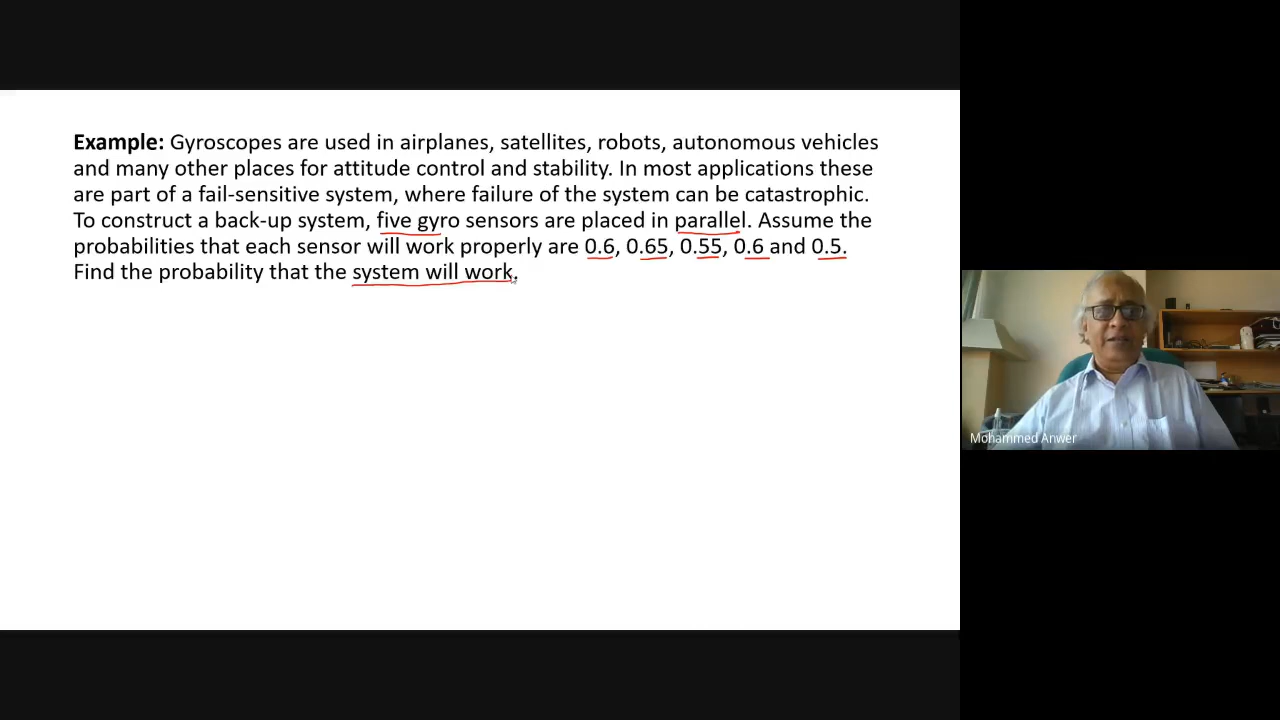 Example: Gyroscopes are used in airplanes, satellites, robots, autonomous vehicles
and many other places for attitude control and stability. In most applications these
are part of a fail-sensitive system, where failure of the system can be catastrophic.
To construct a back-up system, five gyro sensors are placed in parallel. Assume the
probabilities that each sensor will work properly are 0.6, 0.65, 0.55, 0.6 and 0.5.
Find the probability that the system will work.
Mohammed Anwer